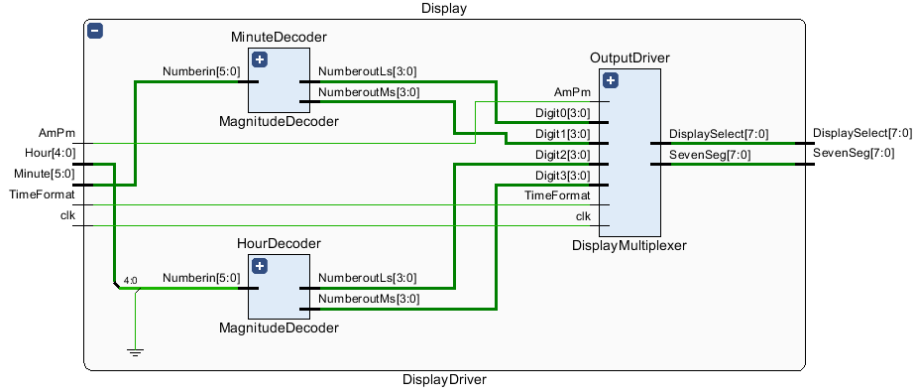 Display
MinuteDecoder
Numberin[5:0]
NumberoutLs[3:0]
NumberoutMs[3:0]
MagnitudeDecoder
OutputDriver
AmPm
Digit0[3:0]
Digit1[3:0]
Digit2[3:0]
Digit3[3:0]
TimeFormat
clk
DisplaySelect[7:0]
SevenSeg[7:0]
DisplayMultiplexer
AmPm
Hour[4:0]
Minute[5:0]
TimeFormat
clk
DisplaySelect[7:0]
SevenSeg[7:0]
HourDecoder
4:0
Numberin[5:0]
NumberoutLs[3:0]
NumberoutMs[3:0]
MagnitudeDecoder
DisplayDriver